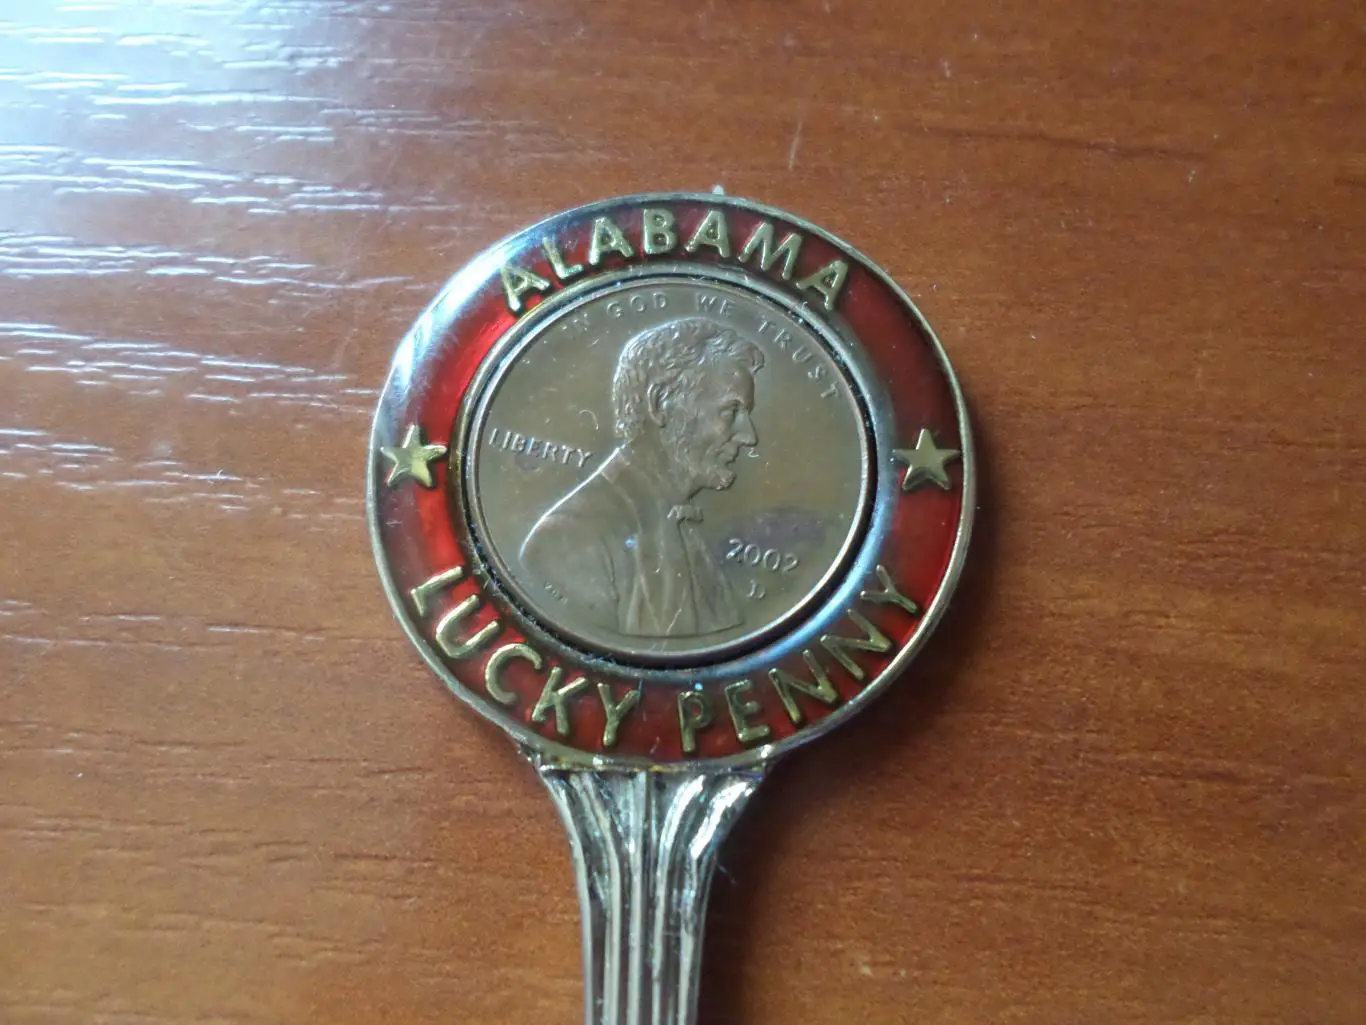 ALABAMA
IN GOD WE TRUST
LIBERTY
2002
D
LUCKY PENNY